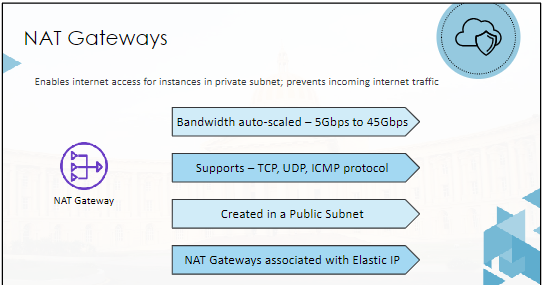 NAT Gateways
Enables internet access for instances in private subnet; prevents incoming internet traffic
Bandwidth auto-scaled – 5Gbps to 45Gbps
Supports – TCP, UDP, ICMP protocol
NAT Gateway
Created in a Public Subnet
NAT Gateways associated with Elastic IP